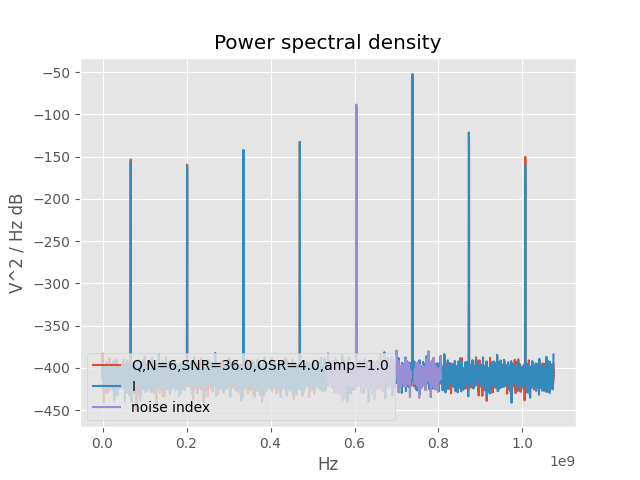 Power spectral density
V^2 / Hz dB
−50
−100
−150
−200
−250
−300
−350
−400
−450
Q,N=6,SNR=36.0,OSR=4.0,amp=1.0
I
noise index
0.0
0.2
0.4
0.6
0.8
1.0
1e9
Hz